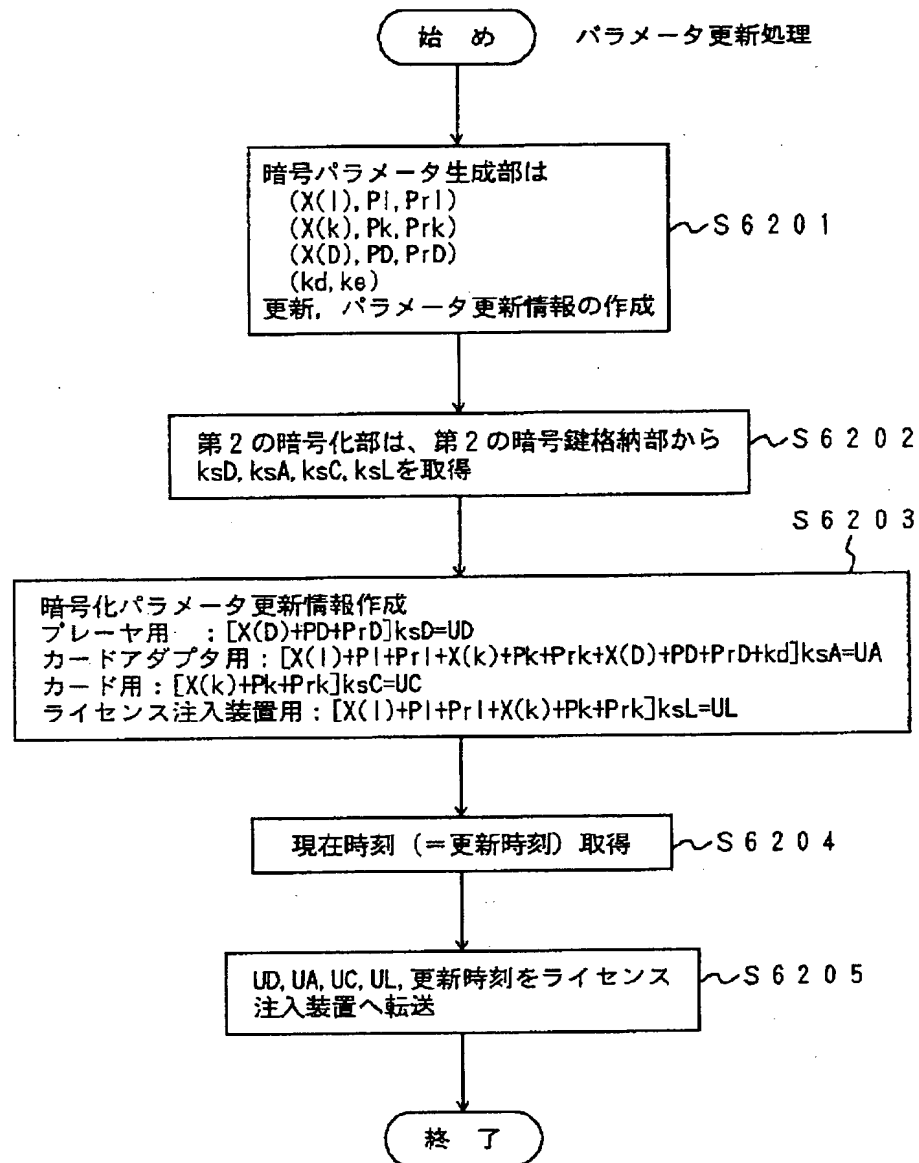 始 め
パラメータ更新処理
暗号パラメータ生成部は
(X(l), Pl, Prl)
(X(k), Pk, Prk)
(X(D), PD, PrD)
(kd, ke)
更新, パラメータ更新情報の作成
S6201
第2の暗号化部は、第2の暗号鍵格納部から
ksD, ksA, ksC, ksLを取得
S6202
S6203
暗号化パラメータ更新情報作成
プレーヤ用 : [X(D)+PD+PrD]ksD=UD
カードアダプタ用 : [X(l)+Pl+Prl+X(k)+Pk+Prk+X(D)+PD+PrD+kd]ksA=UA
カード用 : [X(k)+Pk+Prk]ksC=UC
ライセンス注入装置用 : [X(l)+Pl+Prl+X(k)+Pk+Prk]ksL=UL
現在時刻 (=更新時刻) 取得
S6204
UD, UA, UC, UL, 更新時刻をライセンス
注入装置へ転送
S6205
終 了